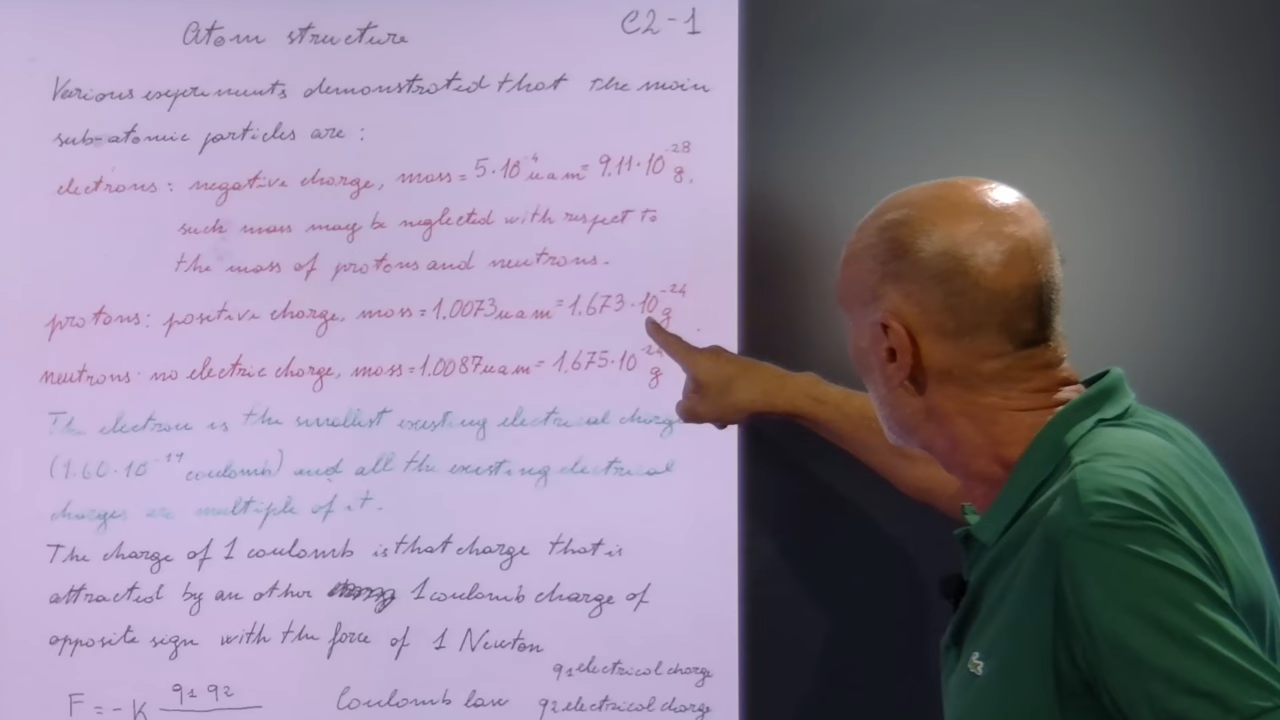 Atom structure
C2-1
Various experiments demonstrated that the main
sub-atomic particles are :
electrons : negative charge, mass = 5·10⁻⁴ u a m = 9.11·10⁻²⁸ g.
such mass may be neglected with respect to
the mass of protons and neutrons.
protons : positive charge, mass = 1.0073 u a m = 1.673·10⁻²⁴ g
neutrons no electric charge, mass = 1.0087 u a m = 1.675·10⁻²⁴ g
The electron is the smallest existing electrical charge
(1.60·10⁻¹⁹ coulomb) and all the existing electrical
charges are multiple of it.
The charge of 1 coulomb is that charge that is
attracted by an other 1 coulomb charge of
opposite sign with the force of 1 Newton
q1 electrical charge
F = - K q1 q2 Coulomb law q2 electrical charge